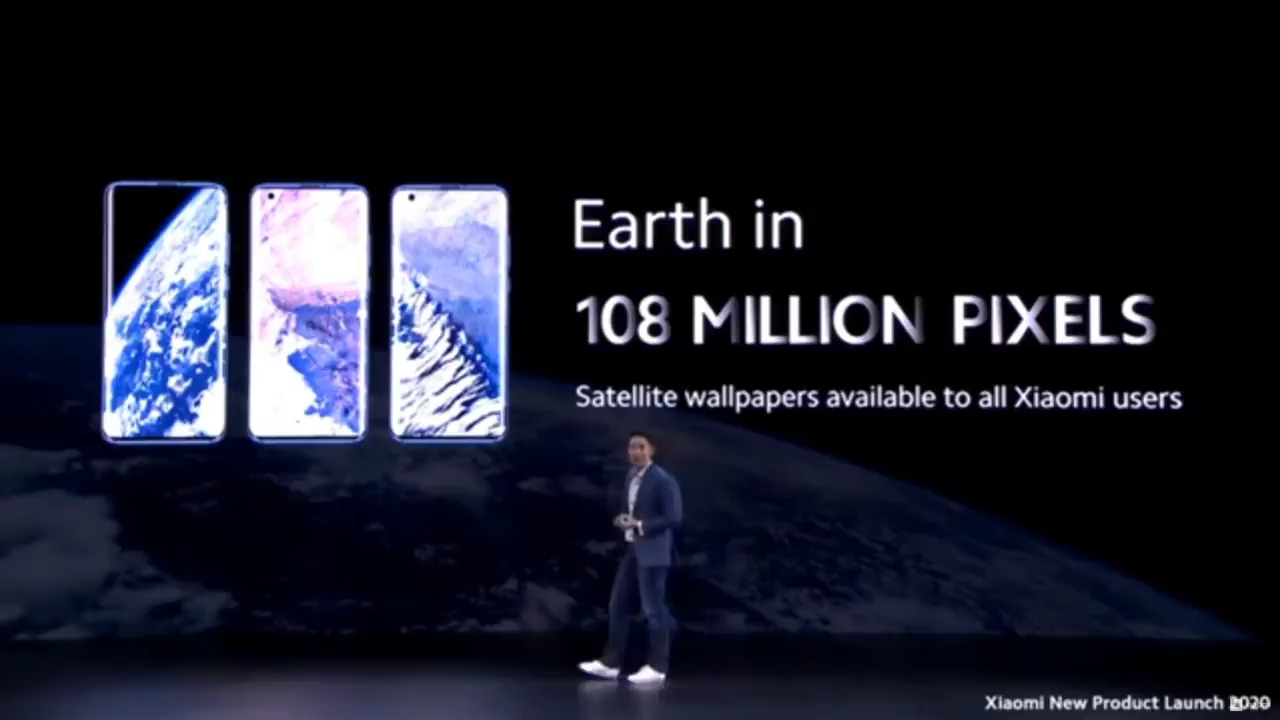 Earth in
108 MILLION PIXELS
Satellite wallpapers available to all Xiaomi users
Xiaomi New Product Launch 2020